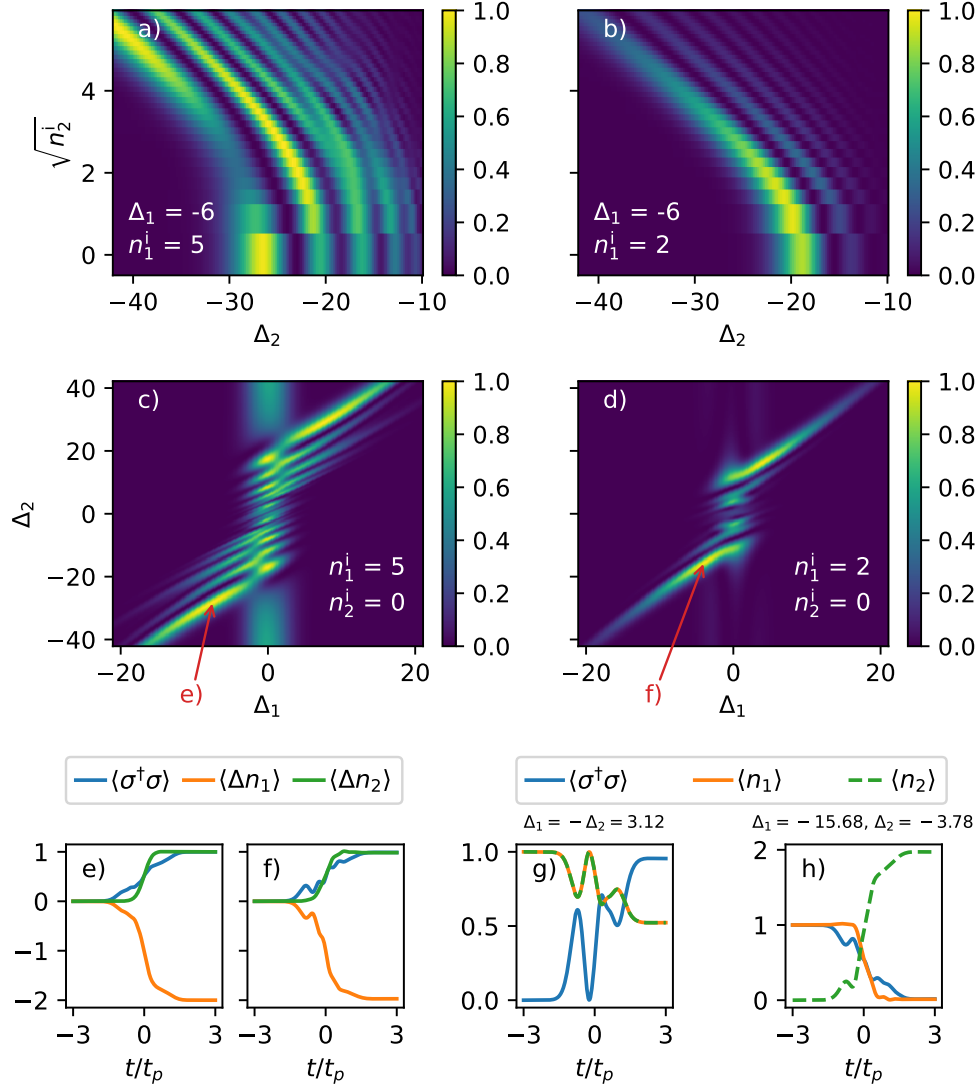 a)
1.0
0.8
0.6
0.4
0.2
0.0
4
2
0
√n₂ⁱ
Δ₁ = -6
n₁ⁱ = 5
−40 −30 −20 −10
Δ₂
b)
1.0
0.8
0.6
0.4
0.2
0.0
Δ₁ = -6
n₁ⁱ = 2
−40 −30 −20 −10
Δ₂
c)
40
20
0
−20
−40
Δ₂
n₁ⁱ = 5
n₂ⁱ = 0
1.0
0.8
0.6
0.4
0.2
0.0
−20 0 20
e)
Δ₁
d)
n₁ⁱ = 2
n₂ⁱ = 0
1.0
0.8
0.6
0.4
0.2
0.0
−20 0 20
f)
Δ₁
⟨σ†σ⟩ ⟨Δn₁⟩ ⟨Δn₂⟩
⟨σ†σ⟩ ⟨n₁⟩ ⟨n₂⟩
e)
1
0
−1
−2
−3 0 3
t/tₚ
f)
−3 0 3
t/tₚ
Δ₁ = − Δ₂ = 3.12
g)
1.0
0.5
0.0
−3 0 3
t/tₚ
Δ₁ = − 15.68, Δ₂ = −3.78
h)
2
1
0
−3 0 3
t/tₚ